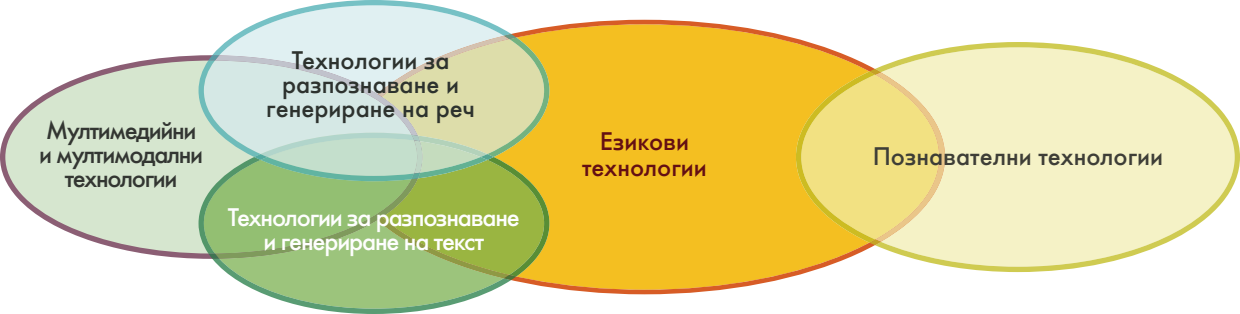 Технологии за
разпознаване и
генериране на реч
Мултимедийни
и мултимодални
технологии
Технологии за разпознаване
и генериране на текст
Езикови
технологии
Познавателни технологии